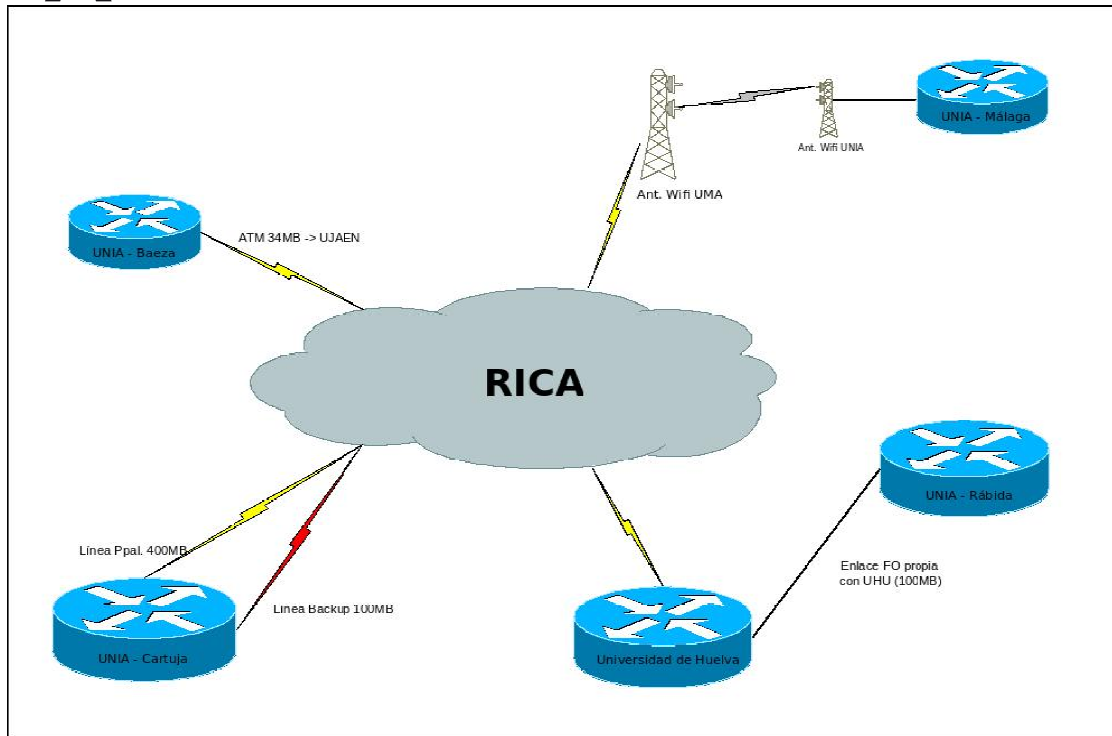 UNIA - Málaga
Ant. Wifi UNIA
Ant. Wifi UMA
ATM 34MB -> UJAEN
UNIA - Baeza
RICA
UNIA - Rábida
Línea Ppal. 400MB
Enlace FO propia
con UHU (100MB)
Línea Backup 100MB
UNIA - Cartuja
Universidad de Huelva